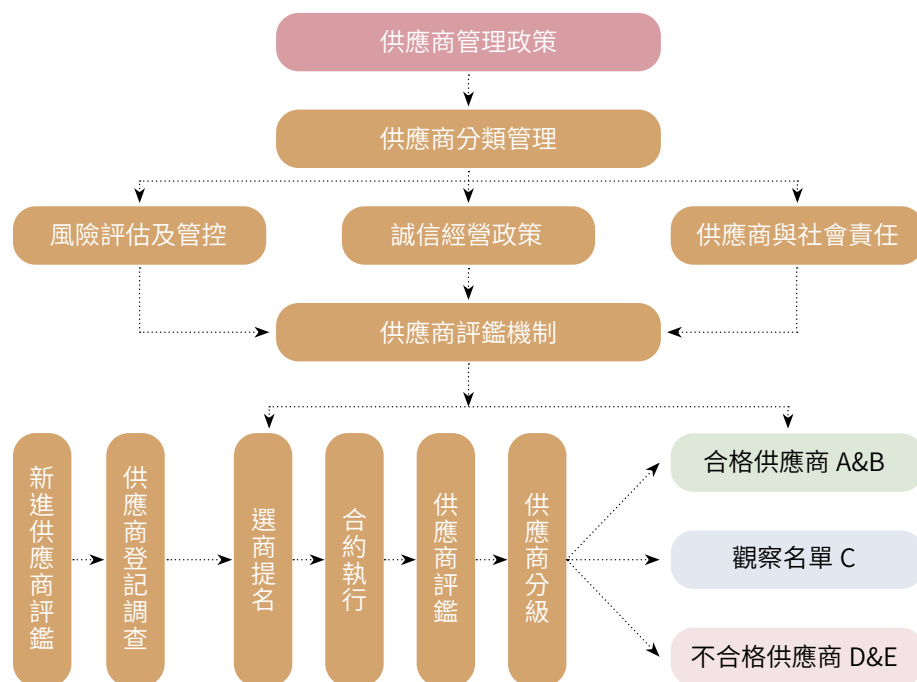 供應商管理政策
供應商分類管理
風險評估及管控
誠信經營政策
供應商與社會責任
供應商評鑑機制
新進供應商評鑑
供應商登記調查
選商提名
合約執行
供應商評鑑
供應商分級
合格供應商 A&B
觀察名單 C
不合格供應商 D&E